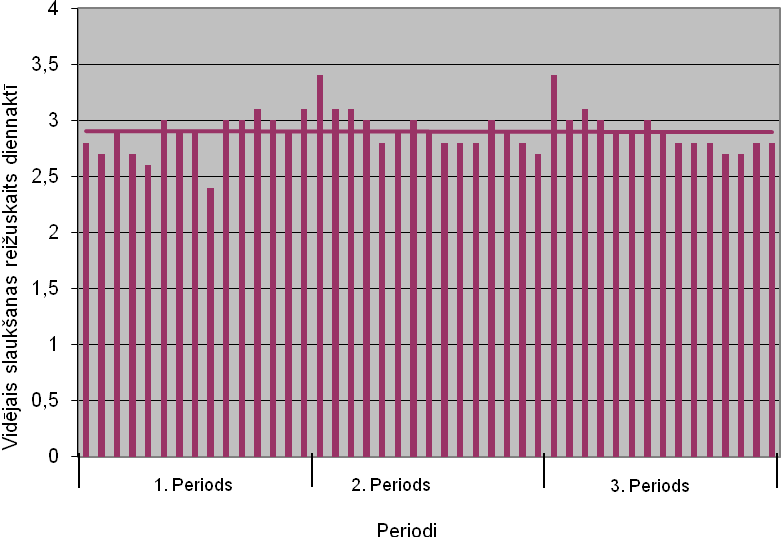 Vidējais slaukšanas reižuskaits diennaktī
4
3,5
3
2,5
2
1,5
1
0,5
0
1. Periods
2. Periods
3. Periods
Periodi